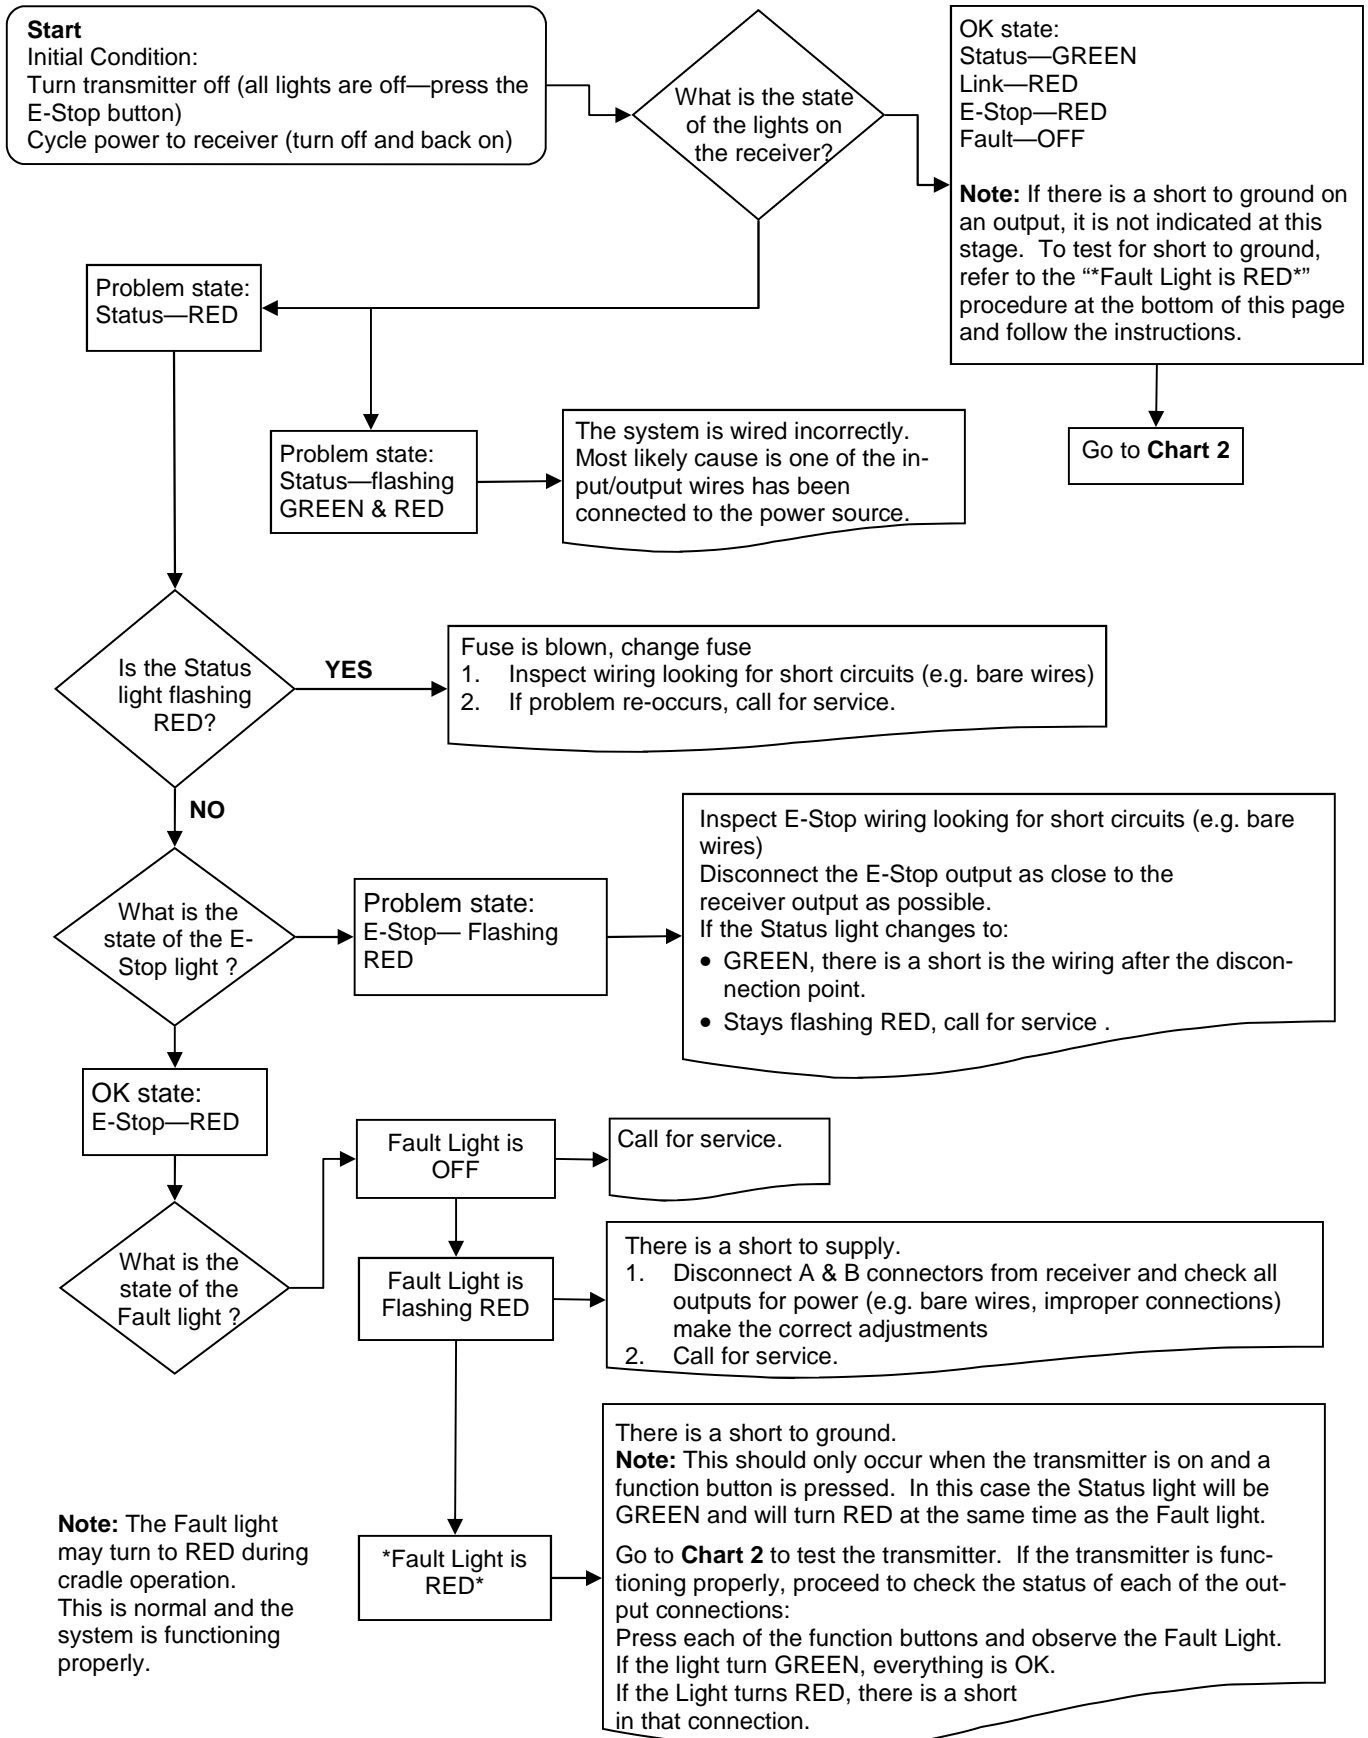 Start
Initial Condition:
Turn transmitter off (all lights are off—press the
E-Stop button)
Cycle power to receiver (turn off and back on)
What is the state
of the lights on
the receiver?
OK state:
Status—GREEN
Link—RED
E-Stop—RED
Fault—OFF
Note: If there is a short to ground on
an output, it is not indicated at this
stage.  To test for short to ground,
refer to the “*Fault Light is RED*”
procedure at the bottom of this page
and follow the instructions.
Go to Chart 2
Problem state:
Status—RED
Problem state:
Status—flashing
GREEN & RED
The system is wired incorrectly.
Most likely cause is one of the in-
put/output wires has been
connected to the power source.
Is the Status
light flashing
RED?
YES
Fuse is blown, change fuse
1. Inspect wiring looking for short circuits (e.g. bare wires)
2. If problem re-occurs, call for service.
NO
What is the
state of the E-
Stop light ?
Problem state:
E-Stop— Flashing
RED
Inspect E-Stop wiring looking for short circuits (e.g. bare
wires)
Disconnect the E-Stop output as close to the
receiver output as possible.
If the Status light changes to:
• GREEN, there is a short is the wiring after the discon-
nection point.
• Stays flashing RED, call for service .
OK state:
E-Stop—RED
What is the
state of the
Fault light ?
Fault Light is
OFF
Call for service.
Fault Light is
Flashing RED
There is a short to supply.
1. Disconnect A & B connectors from receiver and check all
outputs for power (e.g. bare wires, improper connections)
make the correct adjustments
2. Call for service.
*Fault Light is
RED*
There is a short to ground.
Note: This should only occur when the transmitter is on and a
function button is pressed.  In this case the Status light will be
GREEN and will turn RED at the same time as the Fault light.
Go to Chart 2 to test the transmitter.  If the transmitter is func-
tioning properly, proceed to check the status of each of the out-
put connections:
Press each of the function buttons and observe the Fault Light.
If the light turn GREEN, everything is OK.
If the Light turns RED, there is a short
in that connection.
Note: The Fault light
may turn to RED during
cradle operation.
This is normal and the
system is functioning
properly.